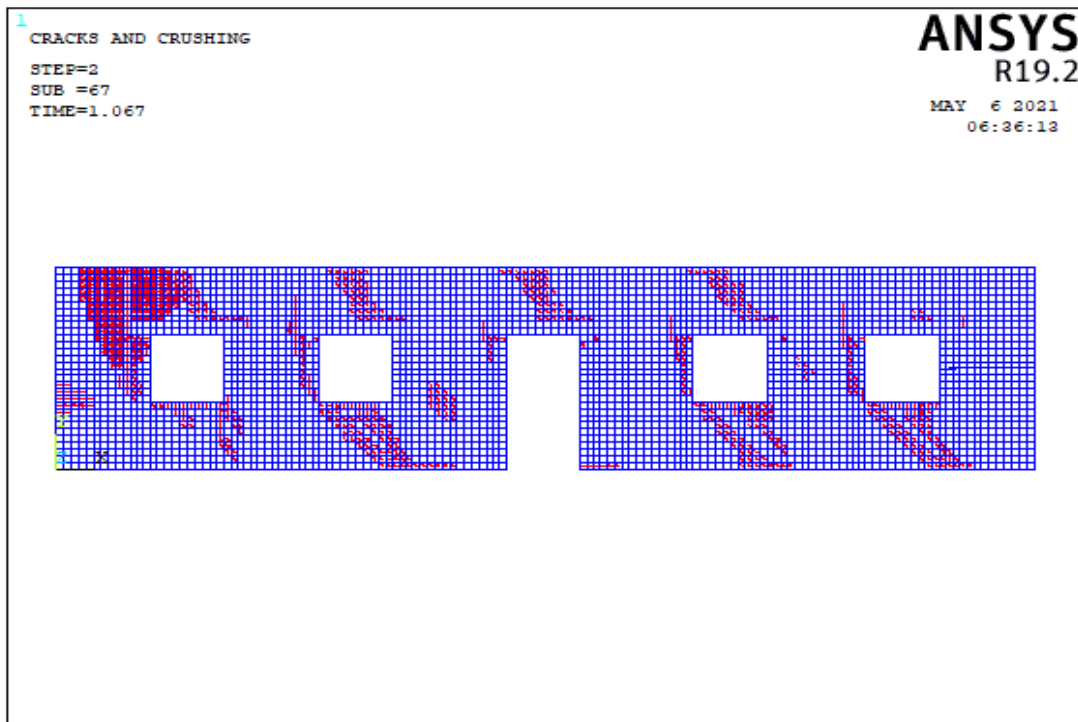 1
CRACKS AND CRUSHING
STEP=2
SUB =67
TIME=1.067
ANSYS
R19.2
MAY  6 2021
06:36:13
X